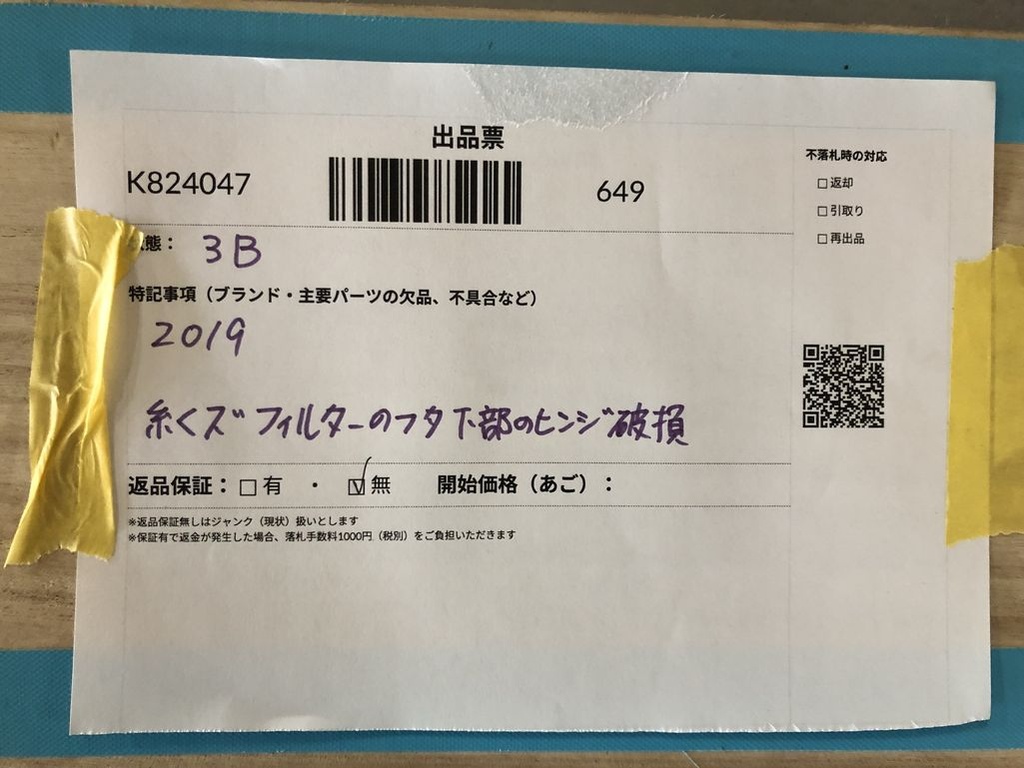 出品票
K824047
649
態：3B
特記事項（ブランド・主要パーツの欠品、不具合など）
2019
糸くズフィルターのフタ下部のヒンジ破損
返品保証：□有 ・ ☑無 開始価格（あご）：
※返品保証無しはジャンク（現状）扱いとします
※保証有で返金が発生した場合、落札手数料1000円（税別）をご負担いただきます
不落札時の対応
□返却
□引取り
□再出品